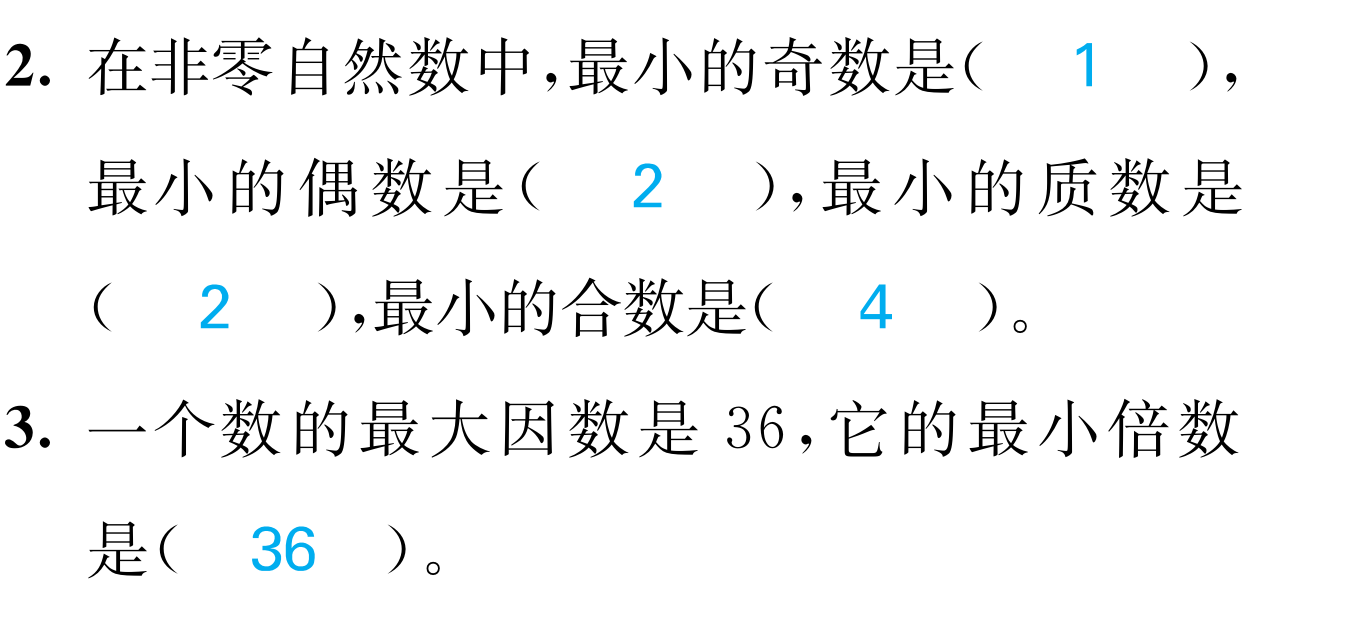 2. 在非零自然数中,最小的奇数是( 1 ),
最小的偶数是( 2 ),最小的质数是
( 2 ),最小的合数是( 4 )。
3. 一个数的最大因数是 36,它的最小倍数
是( 36 )。